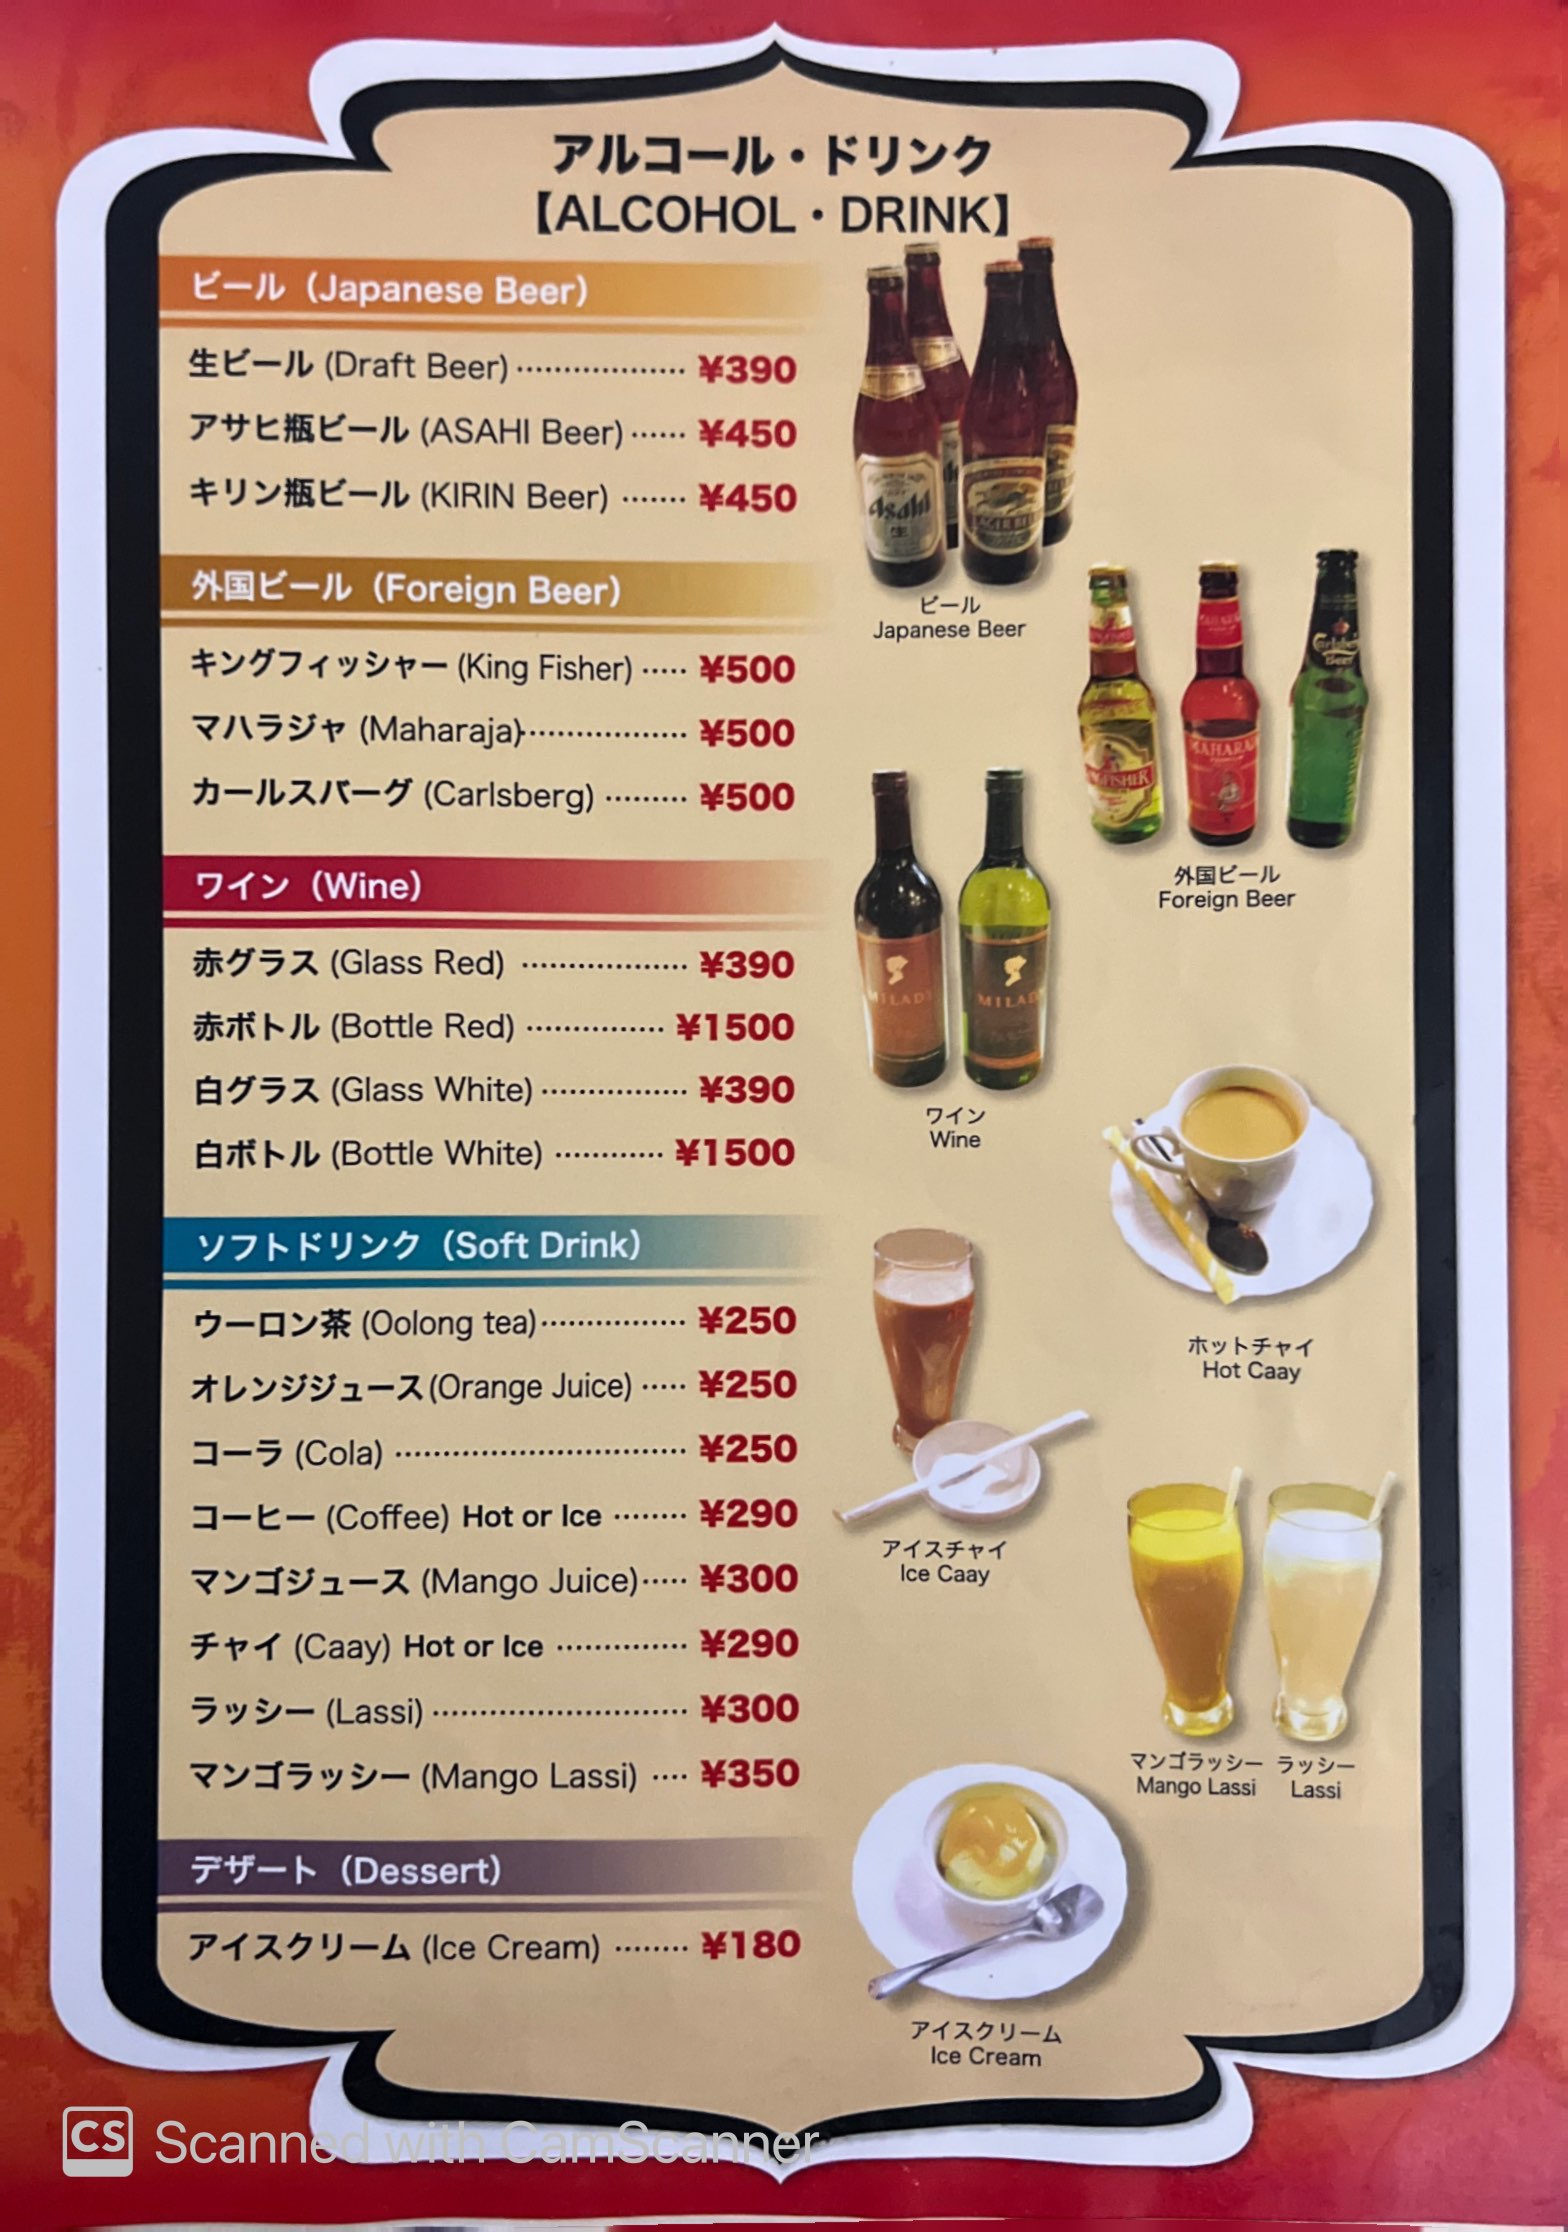 アルコール・ドリンク
【ALCOHOL・DRINK】
ビール（Japanese Beer）
生ビール (Draft Beer) ¥390
アサヒ瓶ビール (ASAHI Beer) ¥450
キリン瓶ビール (KIRIN Beer) ¥450
Asahi
生
ビール
Japanese Beer
外国ビール（Foreign Beer）
キングフィッシャー (King Fisher) ¥500
マハラジャ (Maharaja) ¥500
カールスバーグ (Carlsberg) ¥500
Carlsberg
Beer
外国ビール
Foreign Beer
ワイン（Wine）
赤グラス (Glass Red) ¥390
赤ボトル (Bottle Red) ¥1500
白グラス (Glass White) ¥390
白ボトル (Bottle White) ¥1500
MILADY
MILAD
ワイン
Wine
ホットチャイ
Hot Caay
ソフトドリンク（Soft Drink）
ウーロン茶 (Oolong tea) ¥250
オレンジジュース (Orange Juice) ¥250
コーラ (Cola) ¥250
コーヒー (Coffee) Hot or Ice ¥290
マンゴジュース (Mango Juice) ¥300
チャイ (Caay) Hot or Ice ¥290
ラッシー (Lassi) ¥300
マンゴラッシー (Mango Lassi) ¥350
アイスチャイ
Ice Caay
マンゴラッシー
Mango Lassi
ラッシー
Lassi
デザート（Dessert）
アイスクリーム (Ice Cream) ¥180
アイスクリーム
Ice Cream
CS Scanned with CamScanner